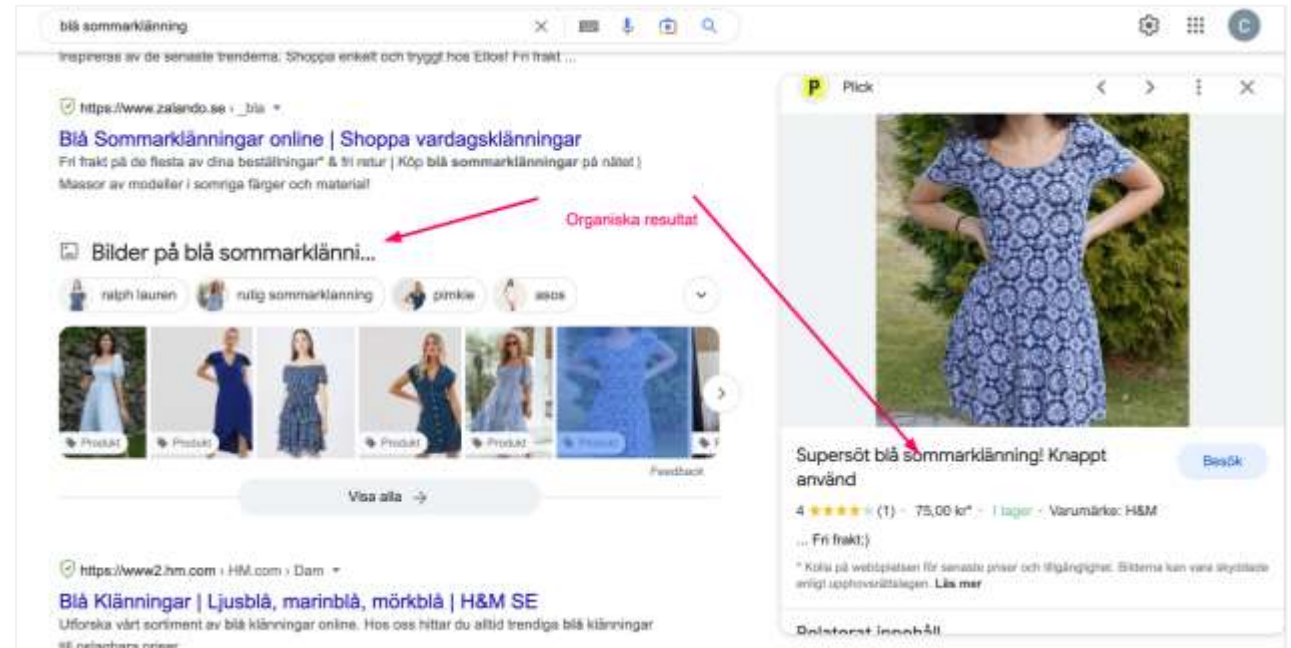 blå sommarklänning
Inspireras av de senaste trenderna. Shoppa enkelt och tryggt hos Ellos! Fri frakt ...
https://www.zalando.se › _bla
Blå Sommarklänningar online | Shoppa vardagsklänningar
Fri frakt på de flesta av dina beställningar* & fri retur | Köp blå sommarklänningar på nätet }
Massor av modeller i somriga färger och material!
Organiska resultat
Bilder på blå sommarklänni...
ralph lauren
rutig sommarklanning
pimkie
asos
Produkt
Produkt
Produkt
Produkt
Produkt
Feedback
Visa alla →
https://www2.hm.com › HM.com › Dam
Blå Klänningar | Ljusblå, marinblå, mörkblå | H&M SE
Utforska vårt sortiment av blå klänningar online. Hos oss hittar du alltid trendiga blå klänningar
till oslagbara priser
C
P Plick
Supersöt blå sommarklänning! Knappt
använd
Besök
4 ★★★★★ (1) · 75,00 kr* · I lager · Varumärke: H&M
... Fri frakt:)
* Kolla på webbplatsen för senaste priser och tillgänglighet. Bilderna kan vara skyddade
enligt upphovsrättslagen. Läs mer
Relaterat innehåll